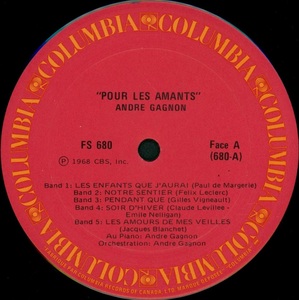 COLUMBIA COLUMBIA COLUMBIA COLUMBIA COLUMBIA COLUMBIA
"POUR LES AMANTS"
ANDRE GAGNON
FS 680
Face A
(680-A)
℗ 1968 CBS, Inc.
Band 1: LES ENFANTS QUE J'AURAI (Paul de Margerie)
Band 2: NOTRE SENTIER (Felix Leclerc)
Band 3: PENDANT QUE (Gilles Vigneault)
Band 4: SOIR D'HIVER (Claude Leveillee -
Emile Nelligan)
Band 5: LES AMOURS DE MES VEILLES
(Jacques Blanchet)
Au Piano: Andre Gagnon
Orchestration: Andre Gagnon